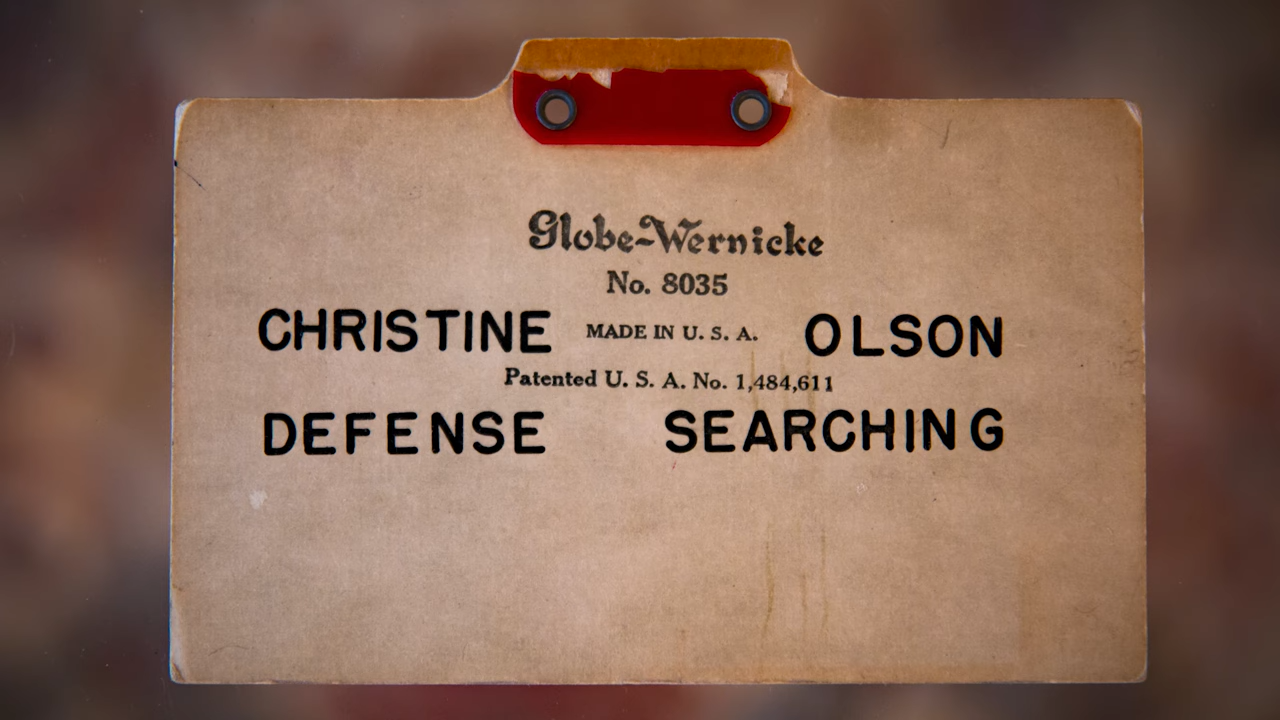 Globe-Wernicke
No. 8035
CHRISTINE MADE IN U. S. A. OLSON
Patented U. S. A. No. 1,484,611
DEFENSE SEARCHING